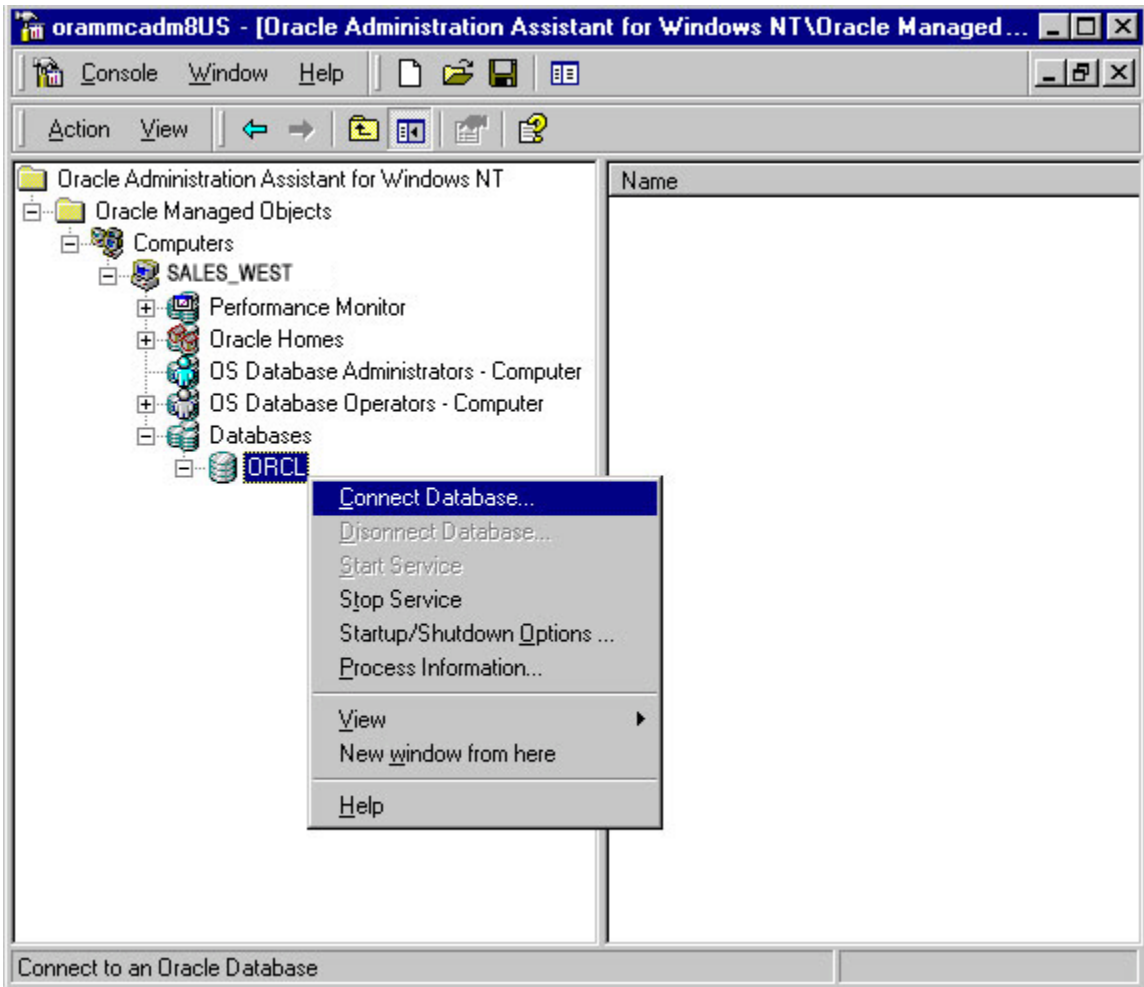 orammcadm8US - [Oracle Administration Assistant for Windows NT\Oracle Managed...
Console Window Help
Action View
Oracle Administration Assistant for Windows NT
Name
Oracle Managed Objects
Computers
SALES_WEST
Performance Monitor
Oracle Homes
OS Database Administrators - Computer
OS Database Operators - Computer
Databases
ORCL
Connect Database...
Disonnect Database...
Start Service
Stop Service
Startup/Shutdown Options ...
Process Information...
View
New window from here
Help
Connect to an Oracle Database